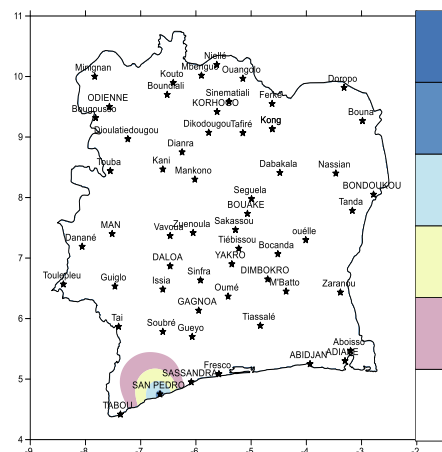 11
10
9
8
7
6
5
4
Niellé
Mbengué
Ouangolo
Minignan
Kouto
Boundiali
Sinematiali
Ferké
Doropo
ODIENNE
KORHOGO
Bougousso
Bouna
Dioulatiedougou
Dikodougou
Tafiré
Kong
Dianra
Touba
Kani
Mankono
Dabakala
Nassian
BONDOUKOU
Seguela
BOUAKE
Tanda
Danané
MAN
Vavoua
Zuenoula
Sakassou
Tiébissou
ouélle
Bocanda
DALOA
YAKRO
Toulepleu
Guiglo
Issia
Sinfra
DIMBOKRO
Oumé
M'Batto
Zaranou
GAGNOA
Tai
Soubré
Gueyo
Tiassalé
Aboisso
ADIAKE
ABIDJAN
Fresco
SASSANDRA
SAN PEDRO
TABOU
-9 -8 -7 -6 -5 -4 -3 -2